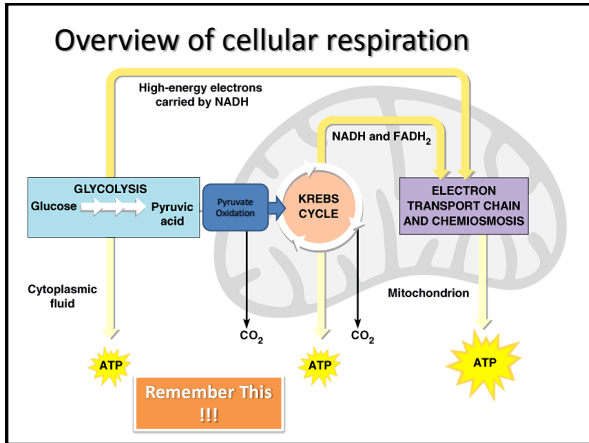 Overview of cellular respiration
High-energy electrons
carried by NADH
NADH and FADH₂
GLYCOLYSIS
Glucose
Pyruvic
acid
Pyruvate
Oxidation
KREBS
CYCLE
ELECTRON
TRANSPORT CHAIN
AND CHEMIOSMOSIS
Cytoplasmic
fluid
Mitochondrion
CO₂
CO₂
ATP
ATP
ATP
Remember This
!!!